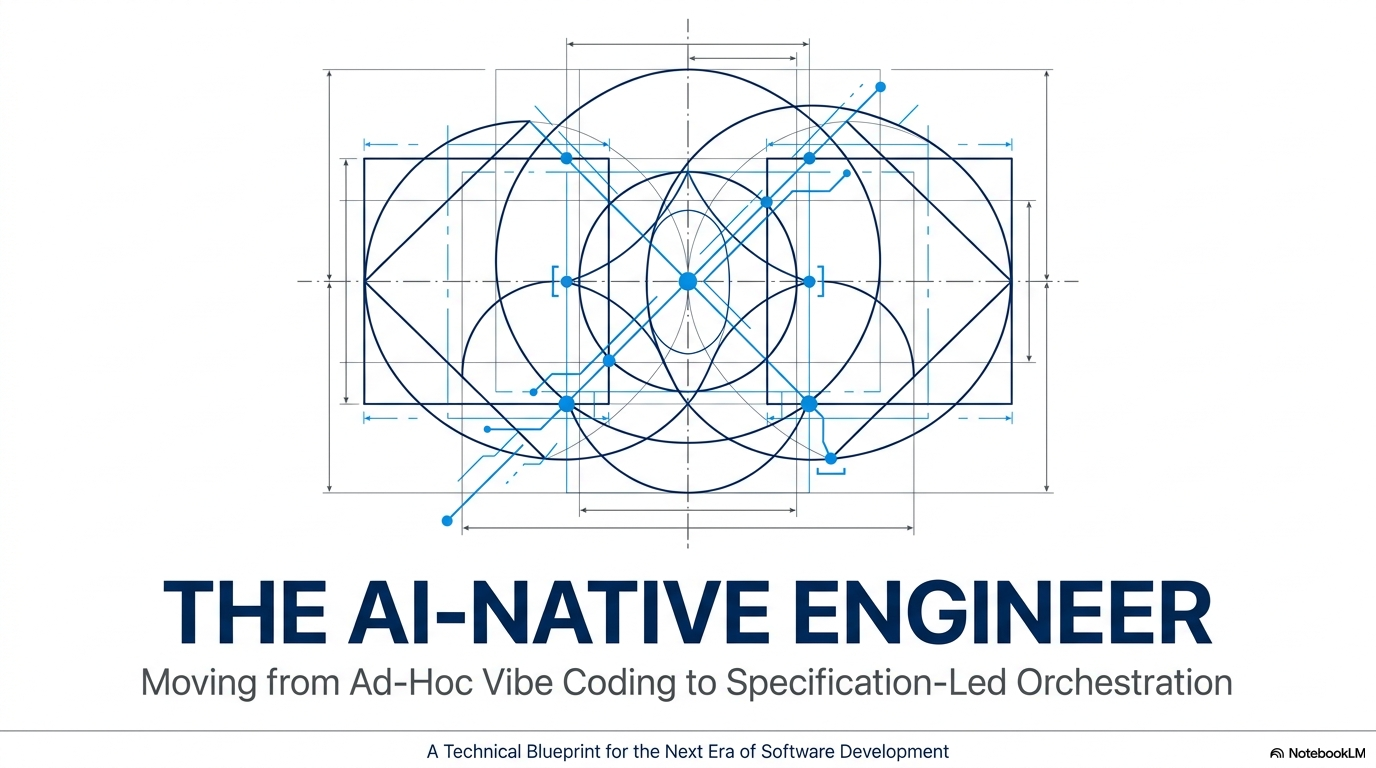 THE AI-NATIVE ENGINEER
Moving from Ad-Hoc Vibe Coding to Specification-Led Orchestration
A Technical Blueprint for the Next Era of Software Development
NotebookLM